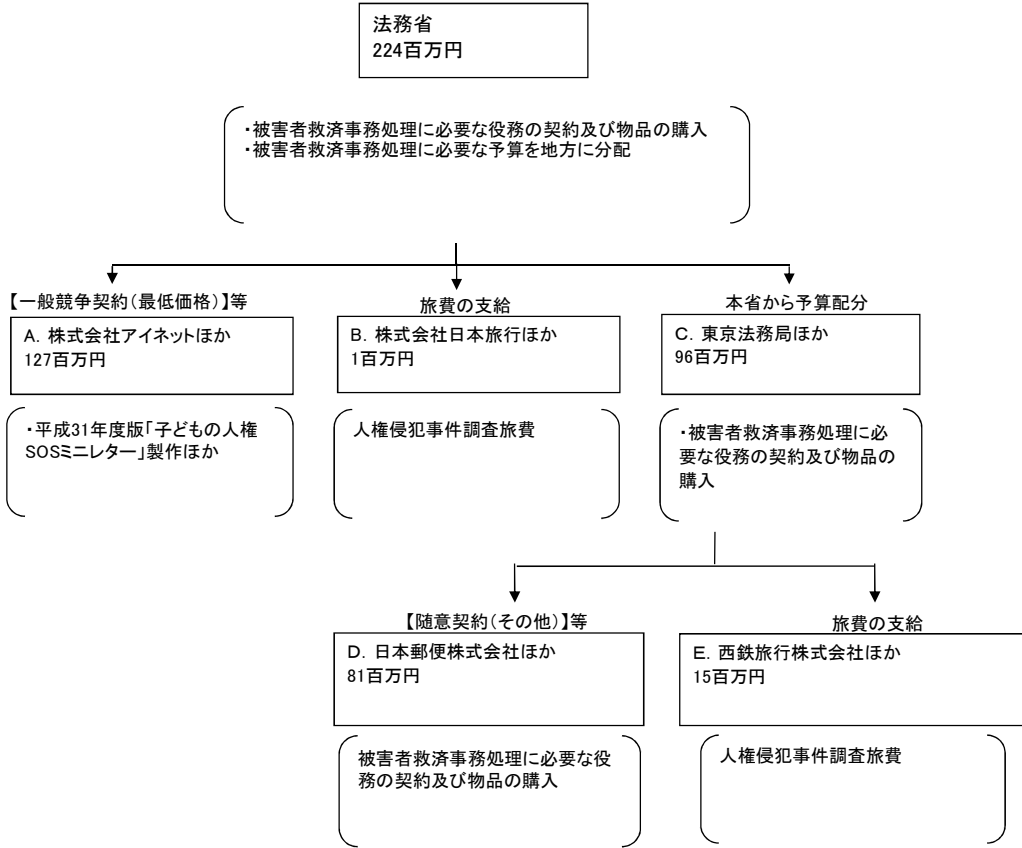 法務省
224百万円
・被害者救済事務処理に必要な役務の契約及び物品の購入
・被害者救済事務処理に必要な予算を地方に分配
【一般競争契約(最低価格)】等
A. 株式会社アイネットほか
127百万円
・平成31年度版「子どもの人権
SOSミニレター」製作ほか
旅費の支給
B. 株式会社日本旅行ほか
1百万円
人権侵犯事件調査旅費
本省から予算配分
C. 東京法務局ほか
96百万円
・被害者救済事務処理に必
要な役務の契約及び物品の
購入
【随意契約(その他)】等
D. 日本郵便株式会社ほか
81百万円
被害者救済事務処理に必要な役
務の契約及び物品の購入
旅費の支給
E. 西鉄旅行株式会社ほか
15百万円
人権侵犯事件調査旅費